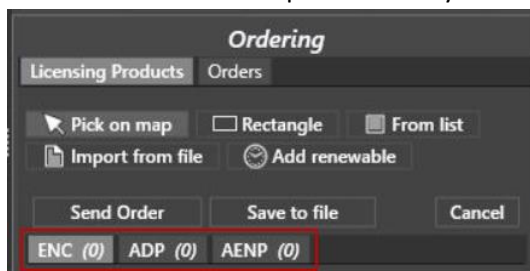 Ordering
Licensing Products Orders
Pick on map Rectangle From list
Import from file Add renewable
Send Order Save to file Cancel
ENC (0) ADP (0) AENP (0)